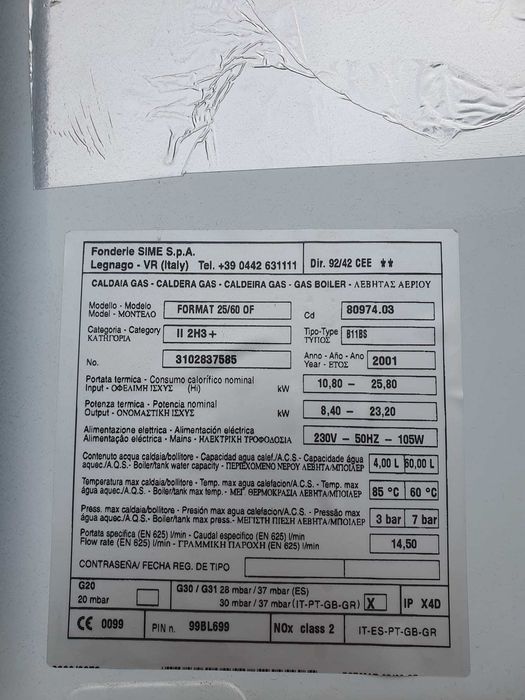 Fonderie SIME S.p.A.
Legnago - VR (Italy) Tel. +39 0442 631111
Dir. 92/42 CEE ★★
CALDAIA GAS - CALDERA GAS - CALDEIRA GAS - GAS BOILER - ΛΕΒΗΤΑΣ ΑΕΡΙΟΥ
Modello - Modelo
Model - ΜΟΝΤΕΛΟ
FORMAT 25/60 OF
Cd
80974.03
Categoria - Category
ΚΑΤΗΓΟΡΙΑ
II 2H3+
Tipo-Type
ΤΥΠΟΣ
B11BS
No.
3102837585
Anno - Año - Ano
Year - ΕΤΟΣ
2001
Portata termica - Consumo calorífico nominal
Input - ΟΦΕΛΙΜΗ ΙΣΧΥΣ (Hi)
kW
10,80 - 25,80
Potenza termica - Potencia nominal
Output - ΟΝΟΜΑΣΤΙΚΗ ΙΣΧΥΣ
kW
8,40 - 23,20
Alimentazione elettrica - Alimentación eléctrica
Alimentação eléctrica - Mains - ΗΛΕΚΤΡΙΚΗ ΤΡΟΦΟΔΟΣΙΑ
230V - 50HZ - 105W
Contenuto acqua caldaia/bollitore - Capacidad agua calef./A.C.S. - Capacidade água
aquec./A.Q.S. - Boiler/tank water capacity - ΠΕΡΙΕΧΟΜΕΝΟ ΝΕΡΟΥ ΛΕΒΗΤΑ/ΜΠΟΙΛΕΡ
4,00 L 60,00 L
Temperatura max caldaia/bollitore - Temp. max agua calefacion/A.C.S. - Temp. max
água aquec./A.Q.S. - Boiler/tank max temp. - ΜΕΓ. ΘΕΡΜΟΚΡΑΣΙΑ ΛΕΒΗΤΑ/ΜΠΟΙΛΕΡ
85 °C 60 °C
Press. max caldaia/bollitore - Presión max agua calefacion/A.C.S. - Pressão max
água aquec./A.Q.S. - Boiler/tank max press. - ΜΕΓΙΣΤΗ ΠΙΕΣΗ ΛΕΒΗΤΑ/ΜΠΟΙΛΕΡ
3 bar 7 bar
Portata specifica (EN 625) l/min - Caudal especifico (EN 625) l/min
Flow rate (EN 625) l/min - ΓΡΑΜΜΙΚΗ ΠΑΡΟΧΗ (EN 625) l/min
14,50
CONTRASEÑA/ FECHA REG. DE TIPO
G20
20 mbar
G30 / G31 28 mbar / 37 mbar (ES)
30 mbar / 37 mbar (IT-PT-GB-GR) X
IP X4D
CE 0099
PIN n. 99BL699
NOx class 2
IT-ES-PT-GB-GR